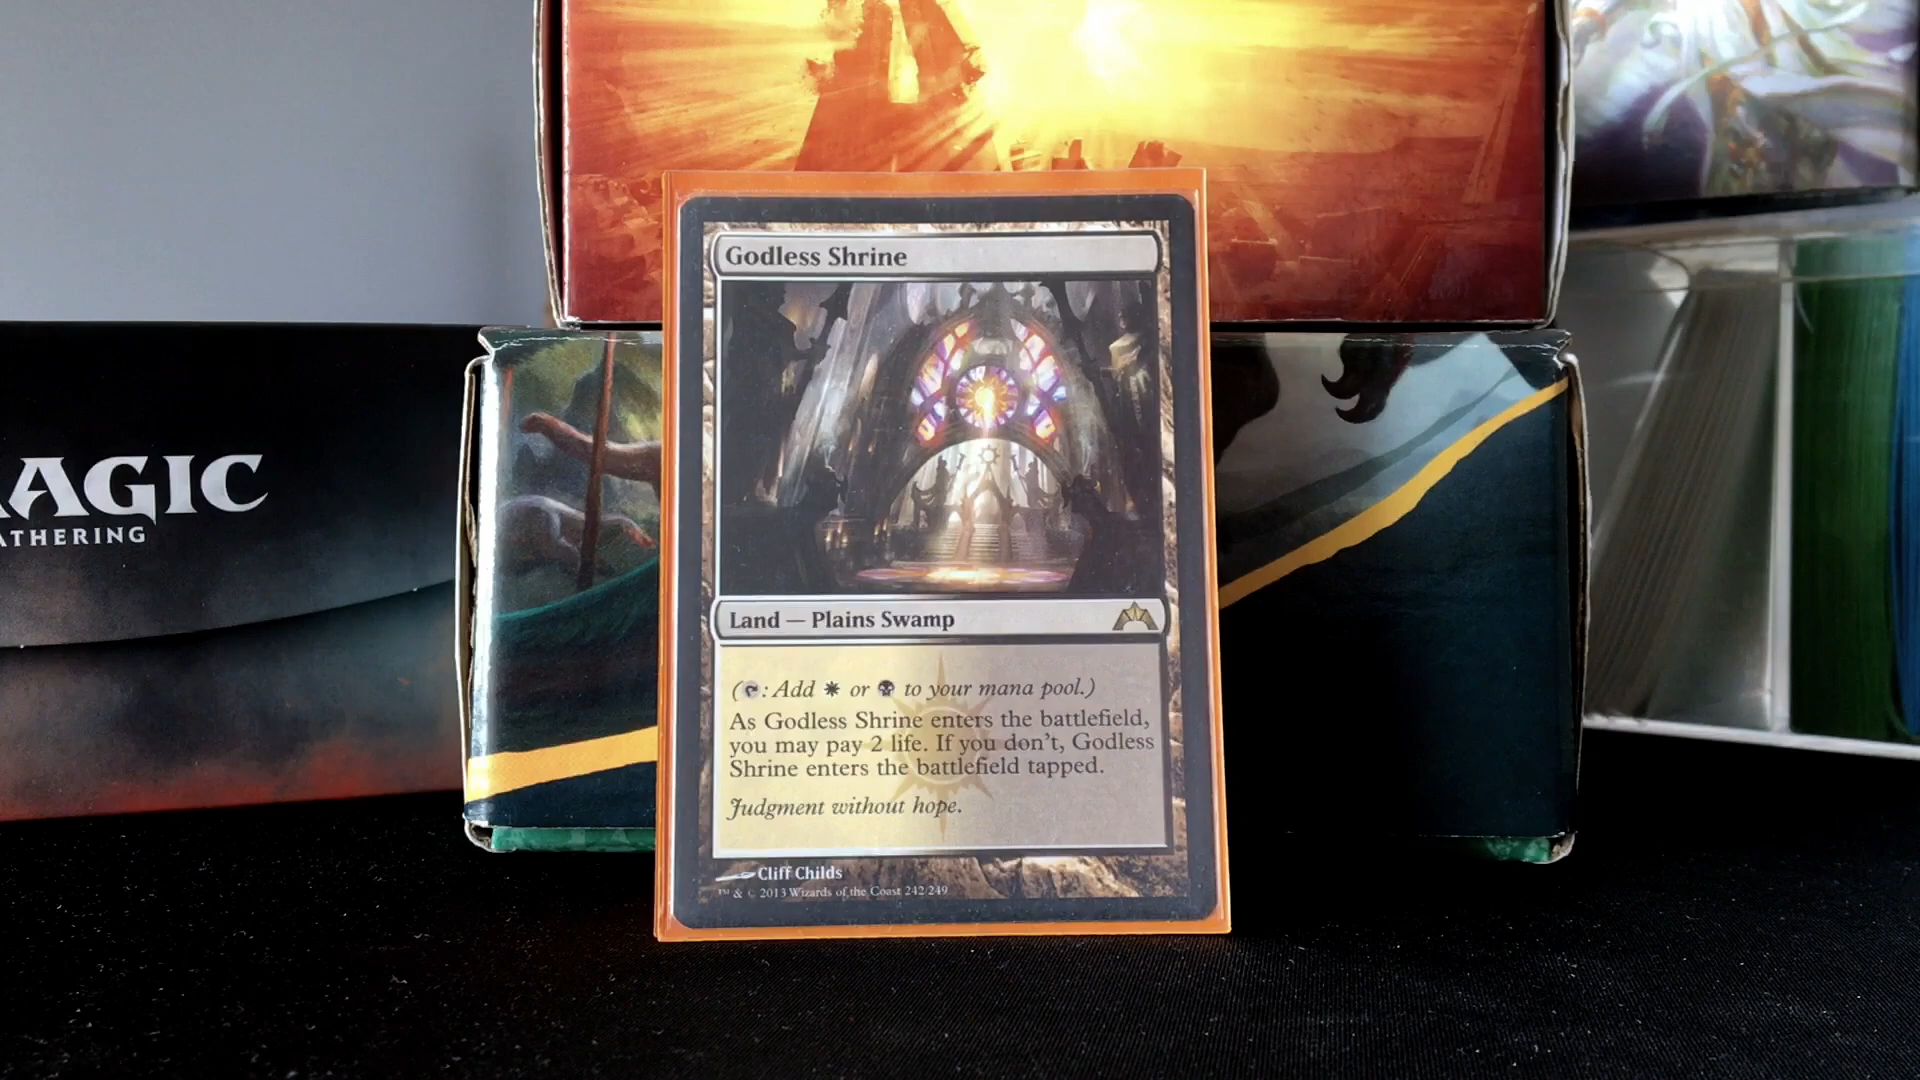 Godless Shrine
AGIC
ATHERING
Land — Plains Swamp
( : Add or to your mana pool.)
As Godless Shrine enters the battlefield,
you may pay 2 life. If you don't, Godless
Shrine enters the battlefield tapped.
Judgment without hope.
Cliff Childs
™ & © 2013 Wizards of the Coast 242/249